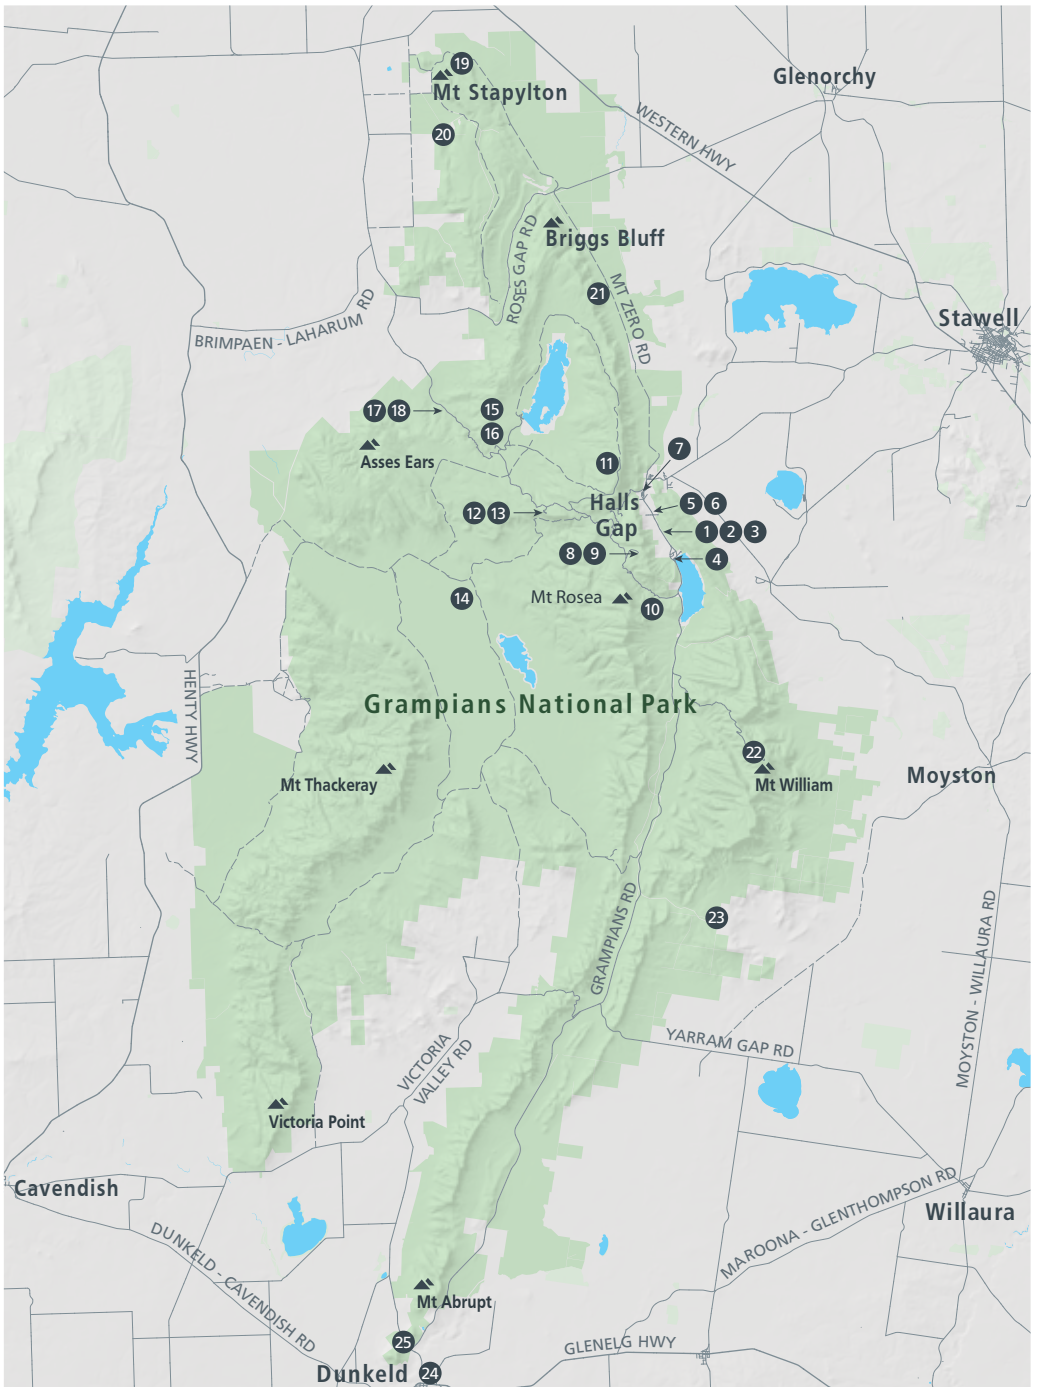 19
Mt Stapylton
Glenorchy
20
WESTERN HWY
ROSES GAP RD
Briggs Bluff
21
MT ZERO RD
BRIMPAEN - LAHARUM RD
Stawell
17 18
15
16
Asses Ears
7
11
Halls
Gap
5 6
12 13
1 2 3
8 9
4
14
Mt Rosea
10
HENTY HWY
Grampians National Park
22
Mt Thackeray
Mt William
Moyston
GRAMPIANS RD
23
MOYSTON - WILLAURA RD
YARRAM GAP RD
VICTORIA
VALLEY RD
Victoria Point
Cavendish
MAROONA - GLENTHOMPSON RD
Willaura
DUNKELD - CAVENDISH RD
Mt Abrupt
25
GLENELG HWY
Dunkeld 24